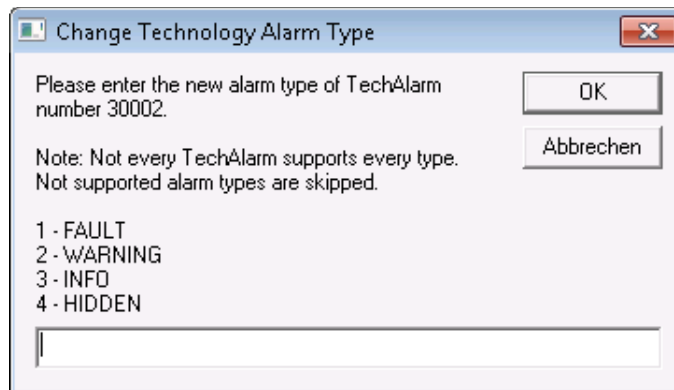 Change Technology Alarm Type
Please enter the new alarm type of TechAlarm
number 30002.
OK
Abbrechen
Note: Not every TechAlarm supports every type.
Not supported alarm types are skipped.
1 - FAULT
2 - WARNING
3 - INFO
4 - HIDDEN